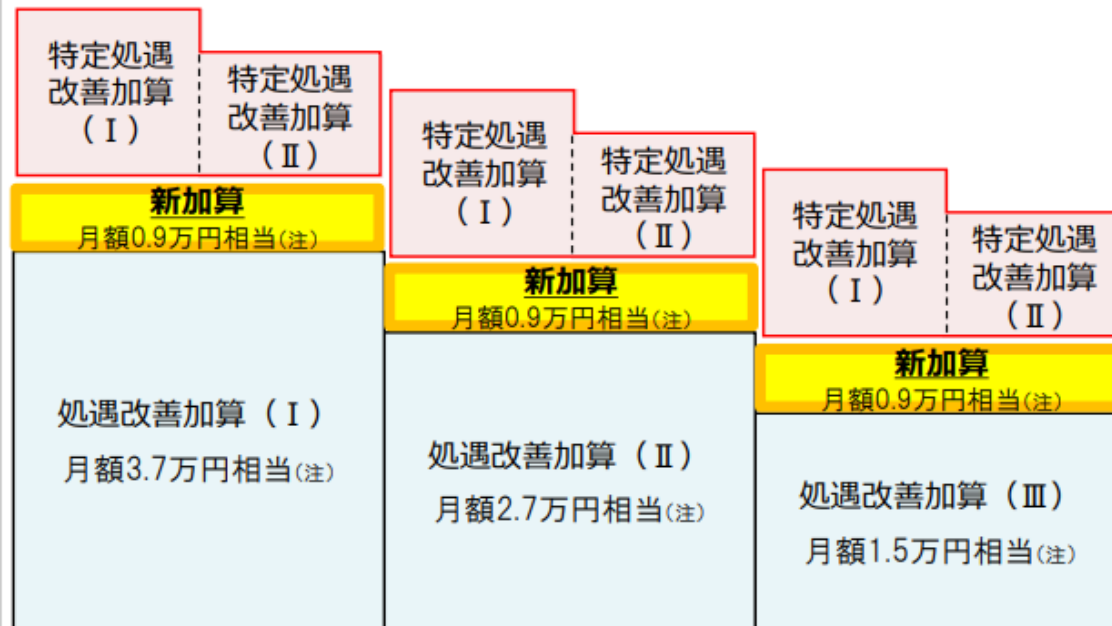 特定処遇
改善加算
(Ⅰ)
特定処遇
改善加算
(Ⅱ)
新加算
月額0.9万円相当(注)
処遇改善加算(Ⅰ)
月額3.7万円相当(注)
特定処遇
改善加算
(Ⅰ)
特定処遇
改善加算
(Ⅱ)
新加算
月額0.9万円相当(注)
処遇改善加算(Ⅱ)
月額2.7万円相当(注)
特定処遇
改善加算
(Ⅰ)
特定処遇
改善加算
(Ⅱ)
新加算
月額0.9万円相当(注)
処遇改善加算(Ⅲ)
月額1.5万円相当(注)